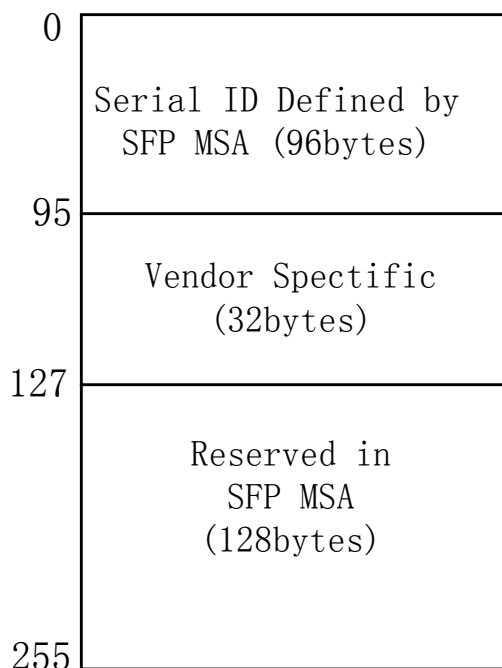 0
Serial ID Defined by
SFP MSA (96bytes)
95
Vendor Spectific
(32bytes)
127
Reserved in
SFP MSA
(128bytes)
255